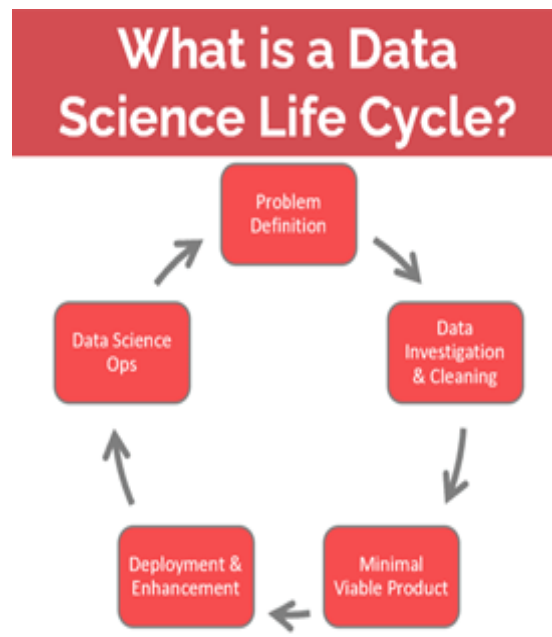 What is a Data
Science Life Cycle?
Problem
Definition
Data
Investigation
& Cleaning
Minimal
Viable Product
Deployment &
Enhancement
Data Science
Ops